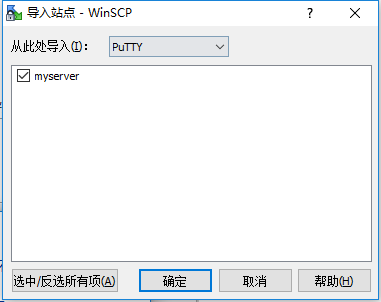 导入站点 - WinSCP
从此处导入(I): PuTTY
myserver
选中/反选所有项(A) 确定 取消 帮助(H)